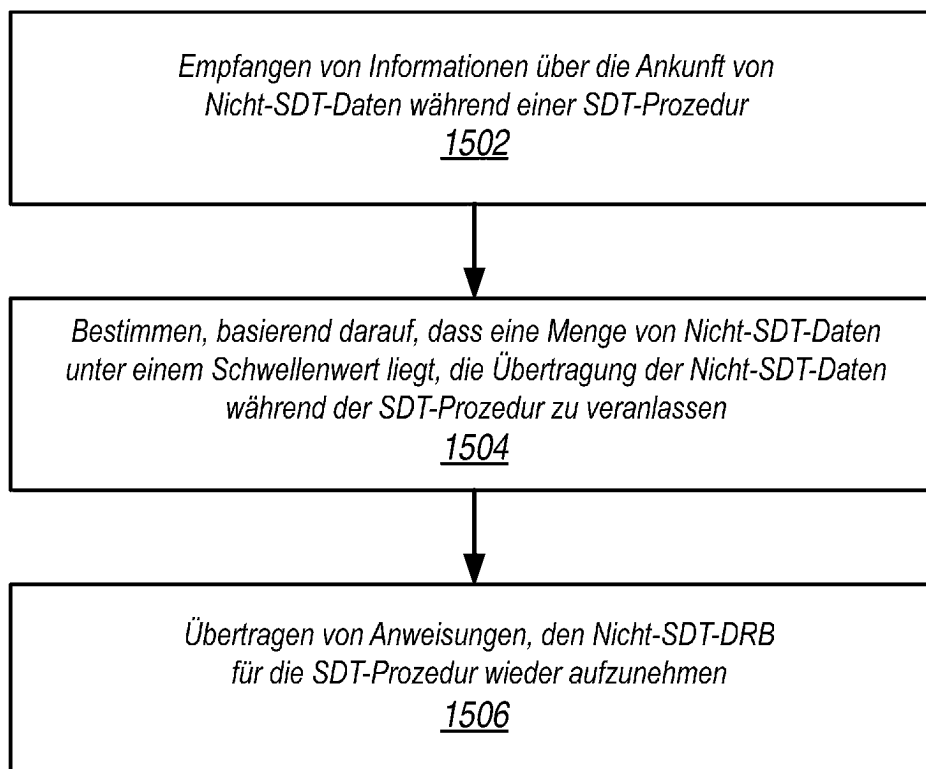 Empfangen von Informationen über die Ankunft von
Nicht-SDT-Daten während einer SDT-Prozedur
1502
Bestimmen, basierend darauf, dass eine Menge von Nicht-SDT-Daten
unter einem Schwellenwert liegt, die Übertragung der Nicht-SDT-Daten
während der SDT-Prozedur zu veranlassen
1504
Übertragen von Anweisungen, den Nicht-SDT-DRB
für die SDT-Prozedur wieder aufzunehmen
1506